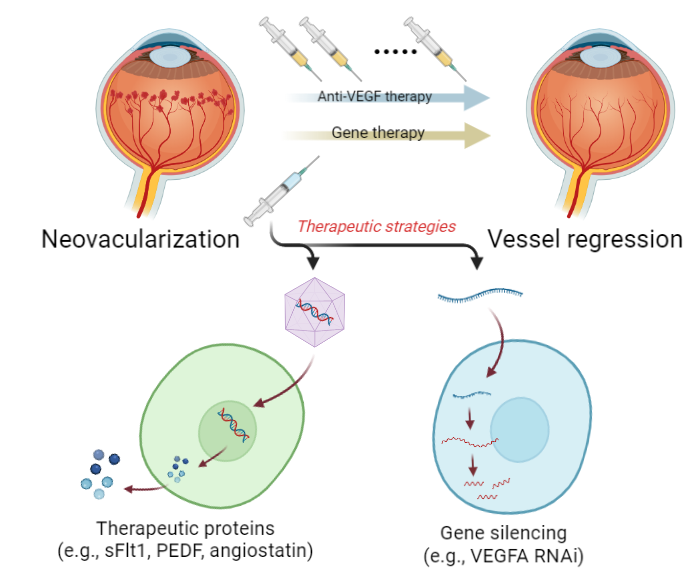 Anti-VEGF therapy
Gene therapy
Neovacularization
Therapeutic strategies
Vessel regression
Therapeutic proteins
(e.g., sFlt1, PEDF, angiostatin)
Gene silencing
(e.g., VEGFA RNAi)